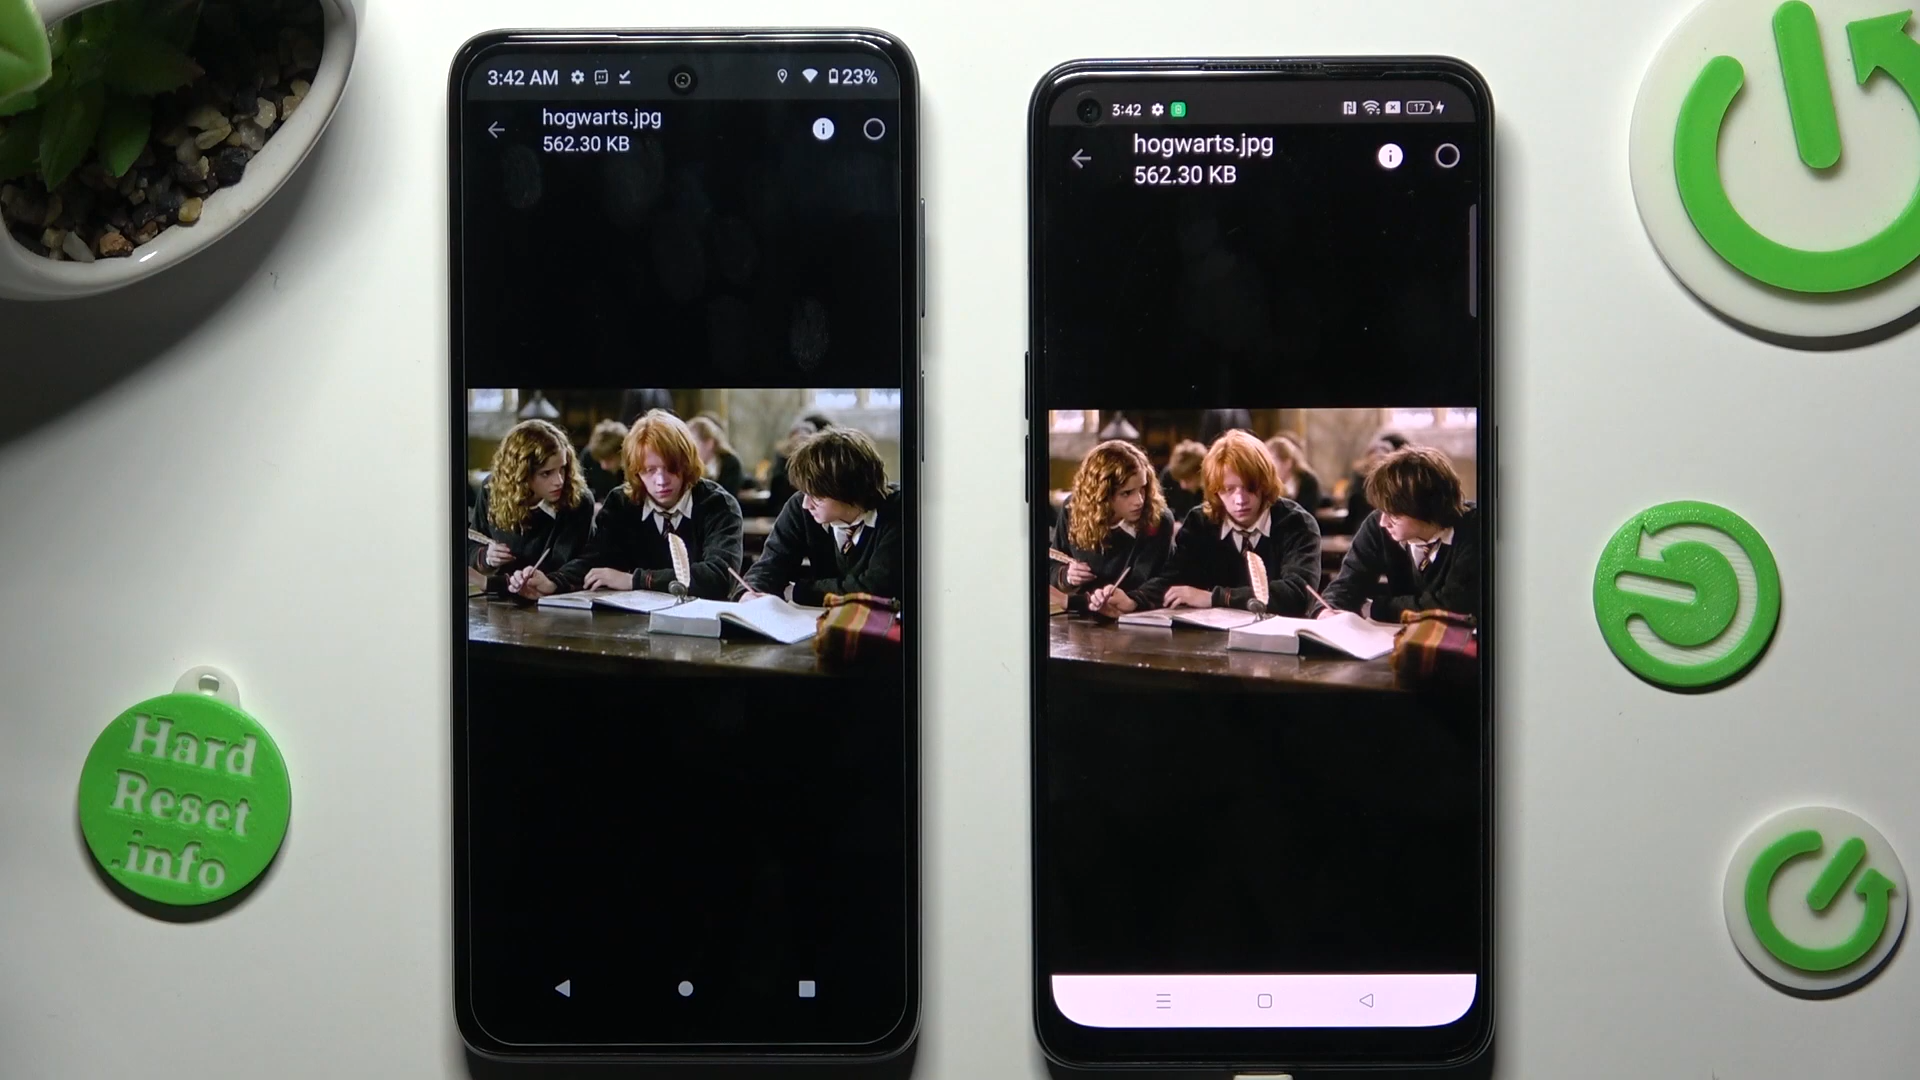 3:42 AM 23%
hogwarts.jpg
562.30 KB
3:42 17
hogwarts.jpg
562.30 KB
Hard
Reset
.info